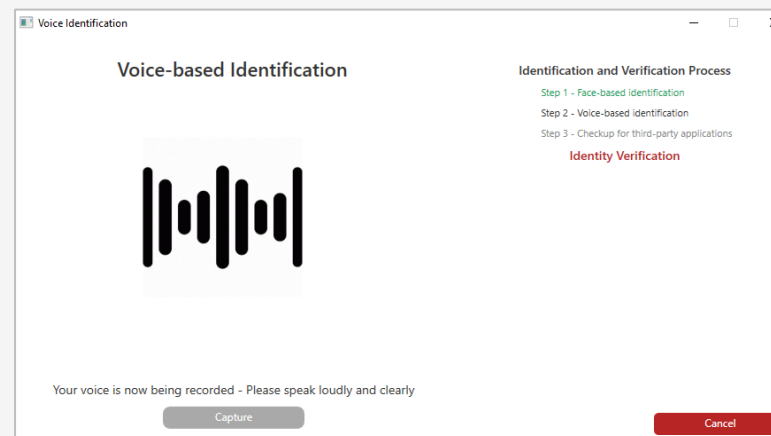 Voice Identification
Voice-based Identification
Your voice is now being recorded - Please speak loudly and clearly
Capture
Identification and Verification Process
Step 1 - Face-based identification
Step 2 - Voice-based identification
Step 3 - Checkup for third-party applications
Identity Verification
Cancel